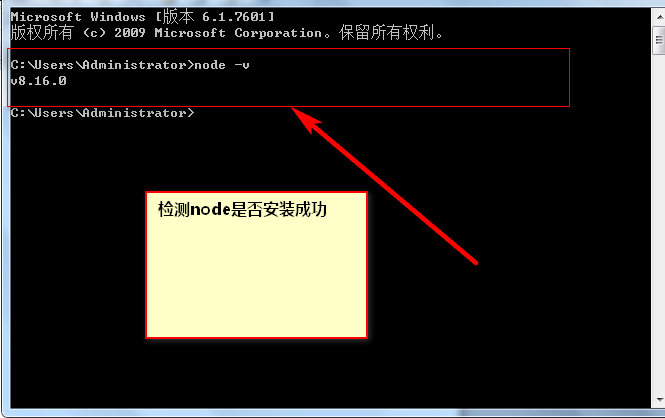 Microsoft Windows [版本 6.1.7601]
版权所有 (c) 2009 Microsoft Corporation。保留所有权利。
C:\Users\Administrator>node -v
v8.16.0
C:\Users\Administrator>
检测node是否安装成功